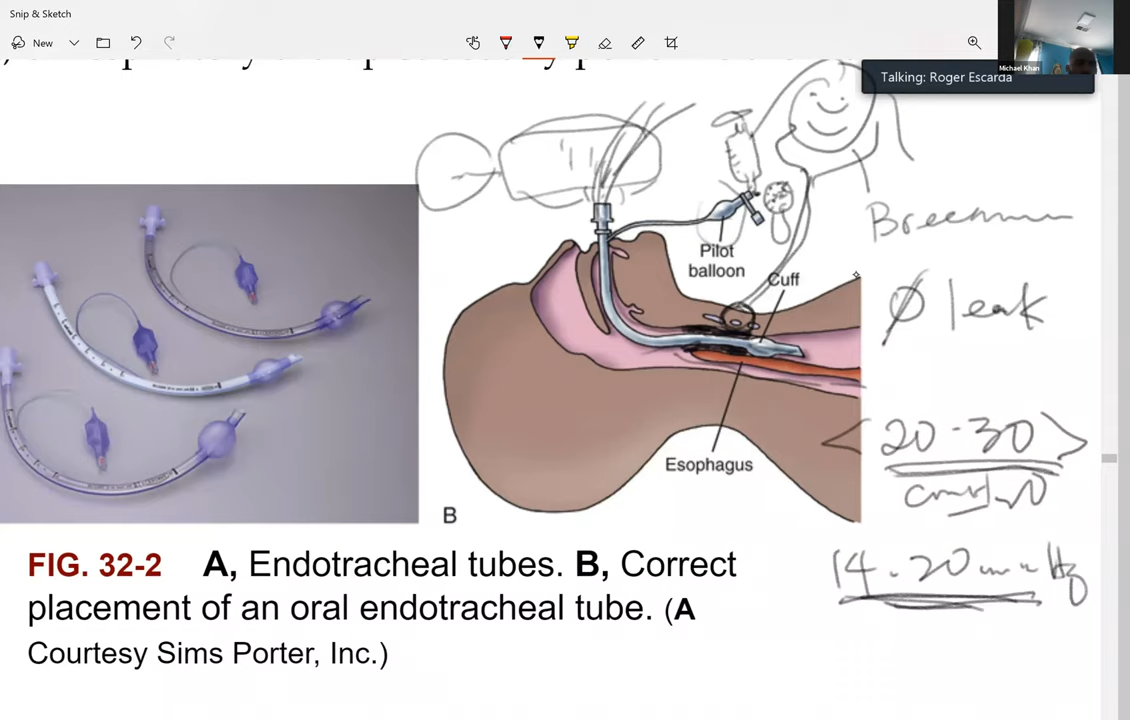 Snip & Sketch
New
Michael Khan
Talking: Roger Escarda
Pilot
balloon
Cuff
Ø leak
20-30
cmH2O
Esophagus
B
14-20 mmHg
FIG. 32-2 A, Endotracheal tubes. B, Correct
placement of an oral endotracheal tube. (A
Courtesy Sims Porter, Inc.)